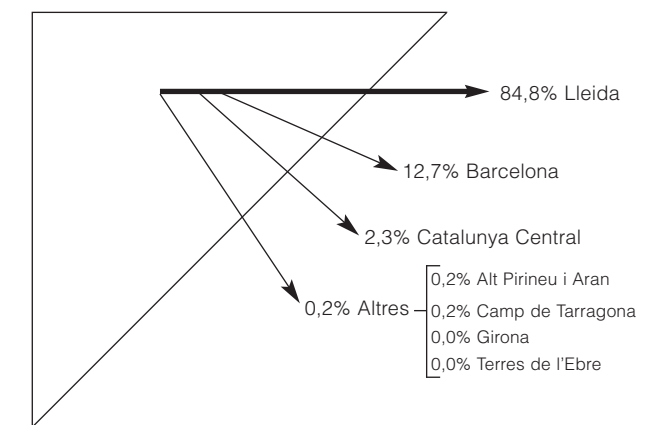 84,8% Lleida
12,7% Barcelona
2,3% Catalunya Central
0,2% Altres
0,2% Alt Pirineu i Aran
0,2% Camp de Tarragona
0,0% Girona
0,0% Terres de l'Ebre